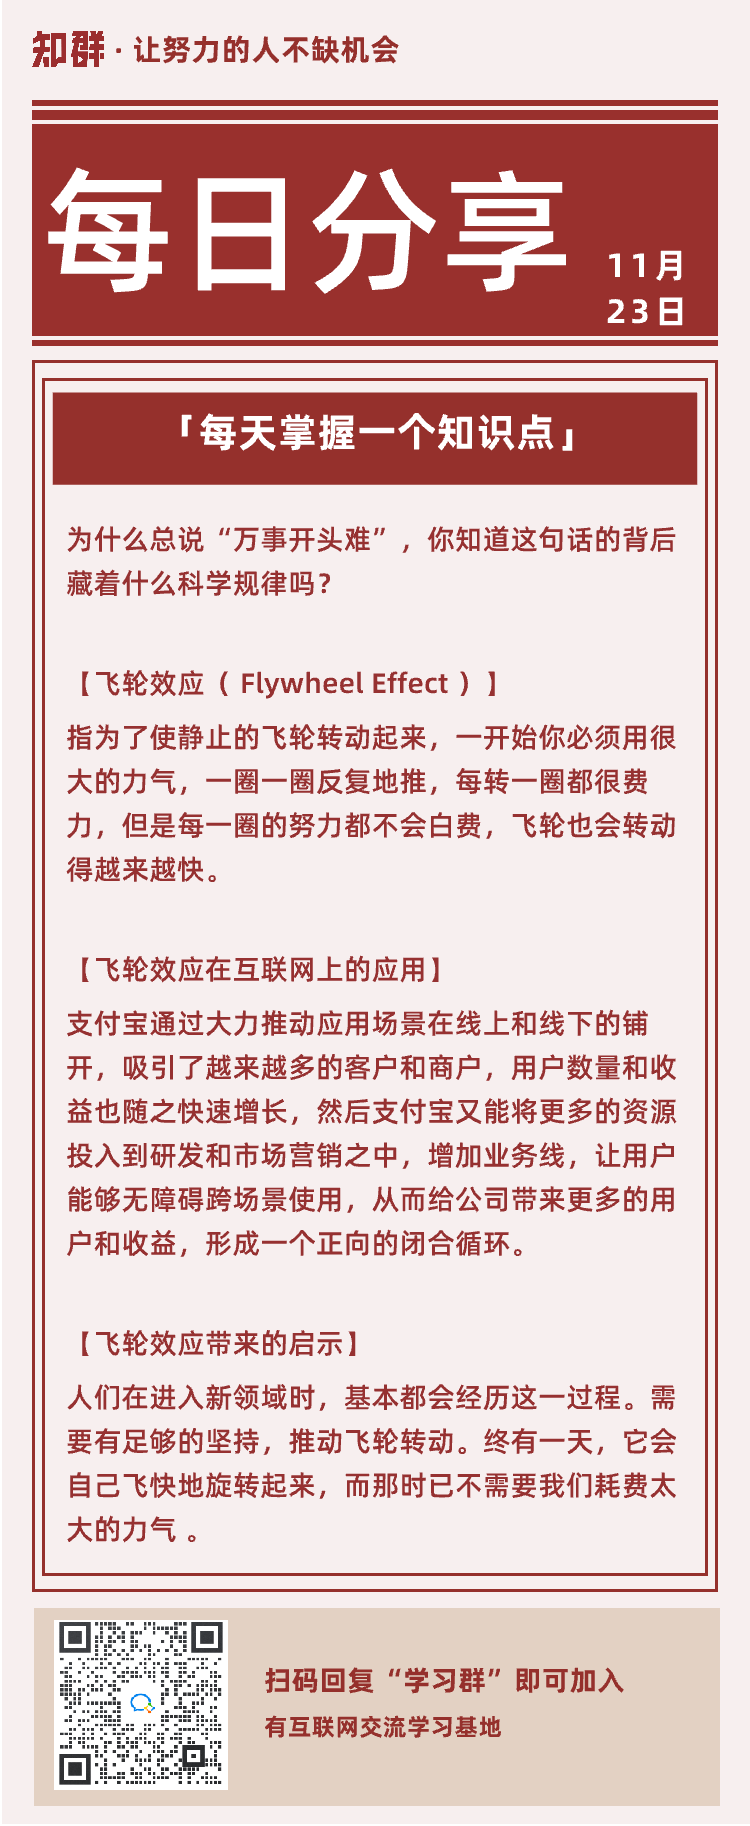 知群 · 让努力的人不缺机会
每日分享
11月
23日
「每天掌握一个知识点」
为什么总说“万事开头难”，你知道这句话的背后
藏着什么科学规律吗？
【飞轮效应（ Flywheel Effect ）】
指为了使静止的飞轮转动起来，一开始你必须用很
大的力气，一圈一圈反复地推，每转一圈都很费
力，但是每一圈的努力都不会白费，飞轮也会转动
得越来越快。
【飞轮效应在互联网上的应用】
支付宝通过大力推动应用场景在线上和线下的铺
开，吸引了越来越多的客户和商户，用户数量和收
益也随之快速增长，然后支付宝又能将更多的资源
投入到研发和市场营销之中，增加业务线，让用户
能够无障碍跨场景使用，从而给公司带来更多的用
户和收益，形成一个正向的闭合循环。
【飞轮效应带来的启示】
人们在进入新领域时，基本都会经历这一过程。需
要有足够的坚持，推动飞轮转动。终有一天，它会
自己飞快地旋转起来，而那时已不需要我们耗费太
大的力气 。
扫码回复“学习群”即可加入
有互联网交流学习基地